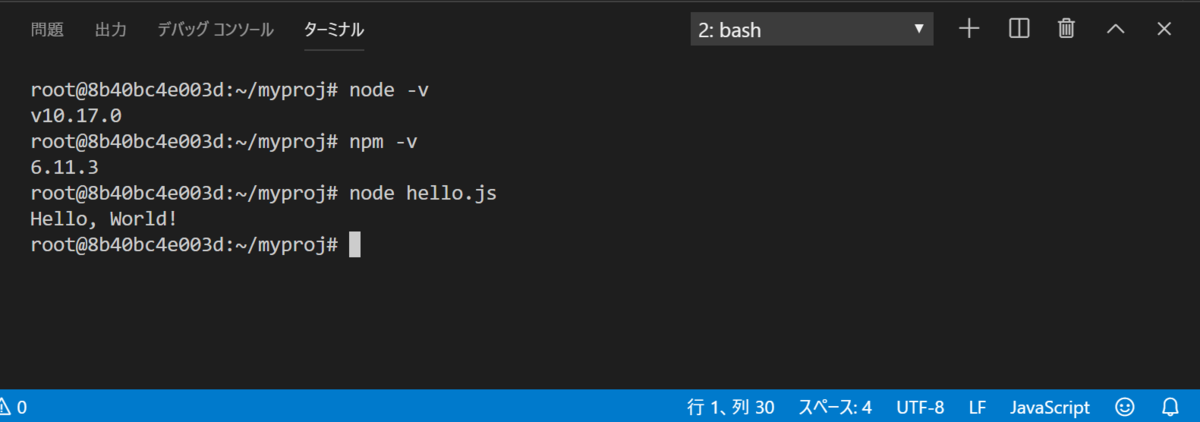 問題 出力 デバッグ コンソール ターミナル 2: bash
root@8b40bc4e003d:~/myproj# node -v
v10.17.0
root@8b40bc4e003d:~/myproj# npm -v
6.11.3
root@8b40bc4e003d:~/myproj# node hello.js
Hello, World!
root@8b40bc4e003d:~/myproj#
0 行 1、列 30 スペース: 4 UTF-8 LF JavaScript